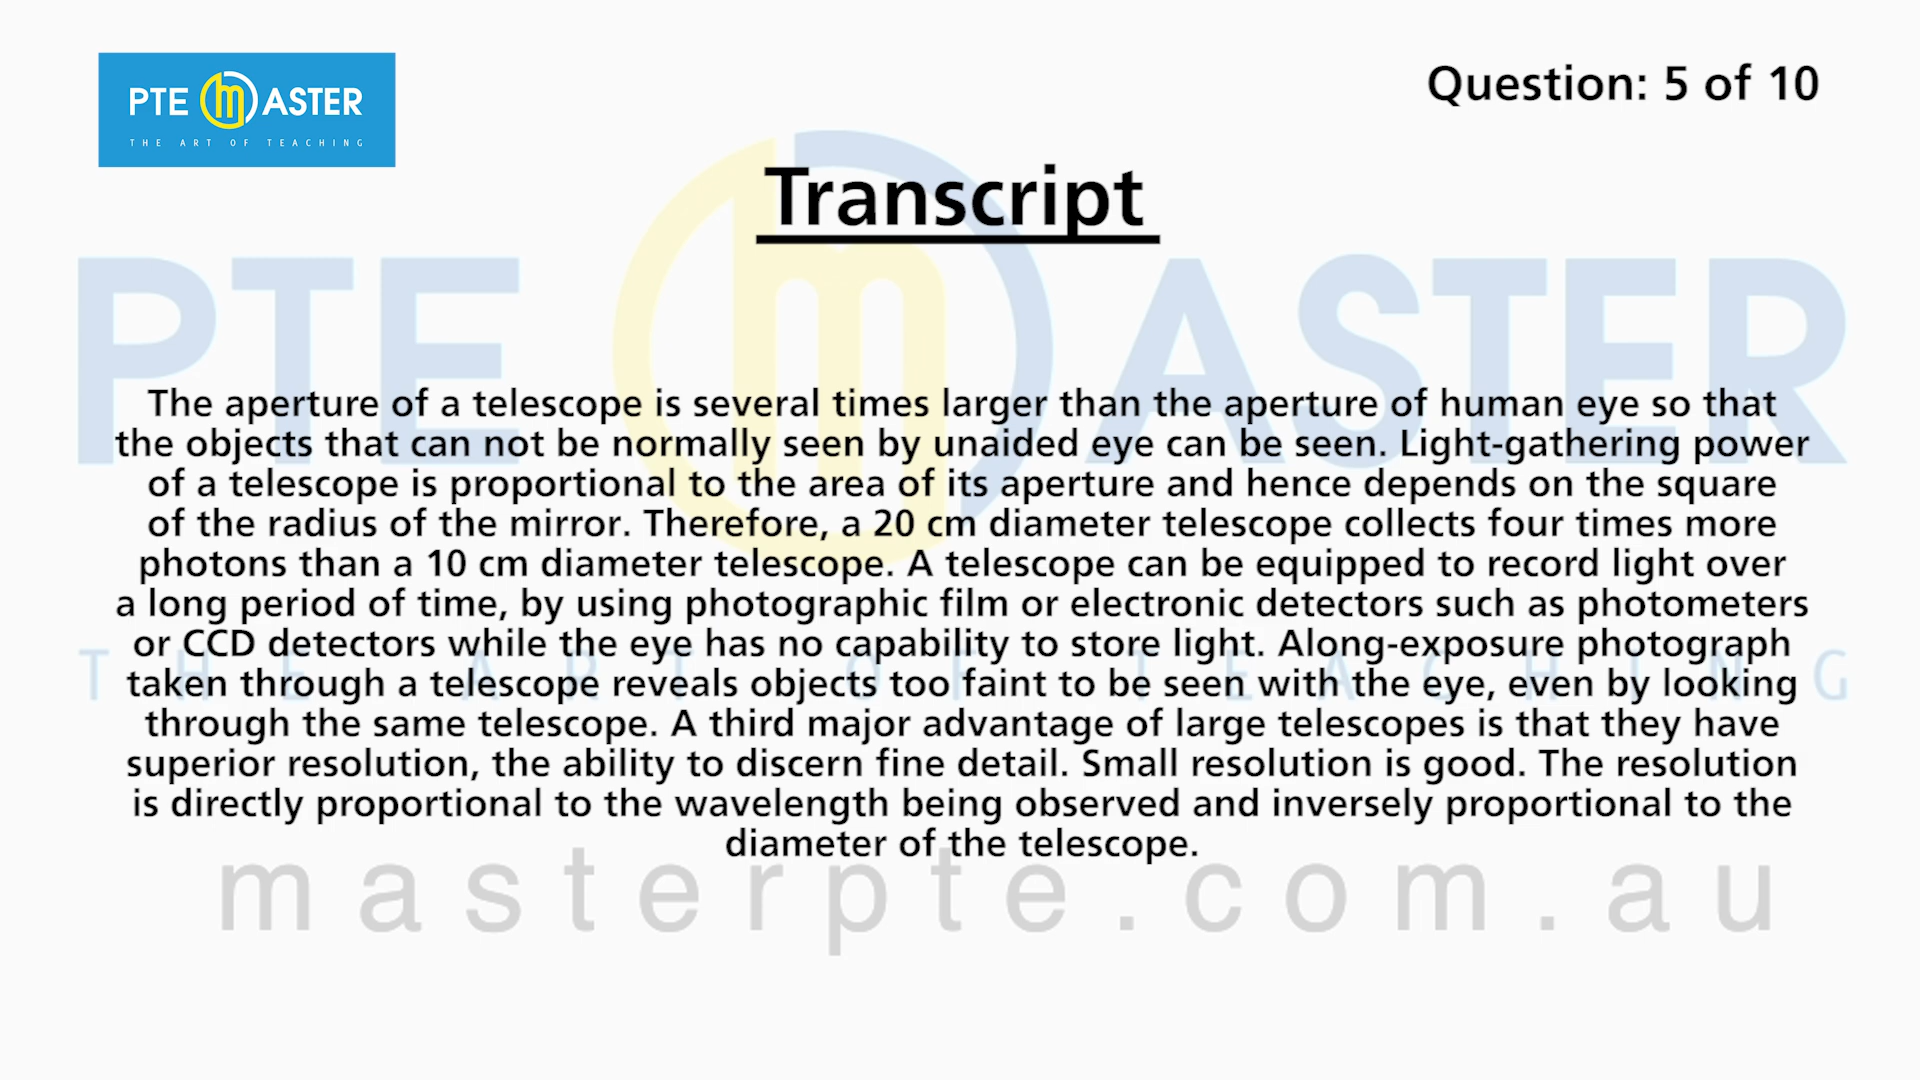 PTE MASTER
THE ART OF TEACHING
Question: 5 of 10
Transcript
PTE MASTER
The aperture of a telescope is several times larger than the aperture of human eye so that
the objects that can not be normally seen by unaided eye can be seen. Light-gathering power
of a telescope is proportional to the area of its aperture and hence depends on the square
of the radius of the mirror. Therefore, a 20 cm diameter telescope collects four times more
photons than a 10 cm diameter telescope. A telescope can be equipped to record light over
a long period of time, by using photographic film or electronic detectors such as photometers
or CCD detectors while the eye has no capability to store light. Along-exposure photograph
taken through a telescope reveals objects too faint to be seen with the eye, even by looking
through the same telescope. A third major advantage of large telescopes is that they have
superior resolution, the ability to discern fine detail. Small resolution is good. The resolution
is directly proportional to the wavelength being observed and inversely proportional to the
diameter of the telescope.
THE ART OF TEACHING
masterpte.com.au